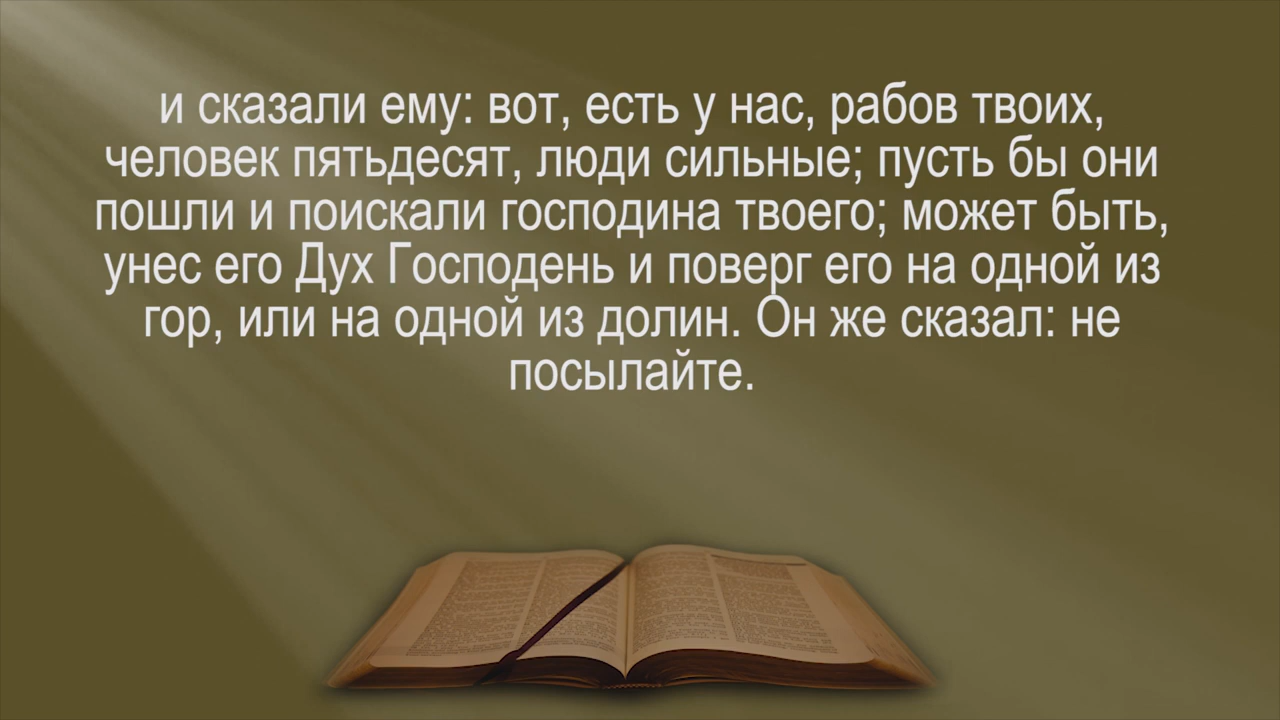 и сказали ему: вот, есть у нас, рабов твоих,
человек пятьдесят, люди сильные; пусть бы они
пошли и поискали господина твоего; может быть,
унес его Дух Господень и поверг его на одной из
гор, или на одной из долин. Он же сказал: не
посылайте.